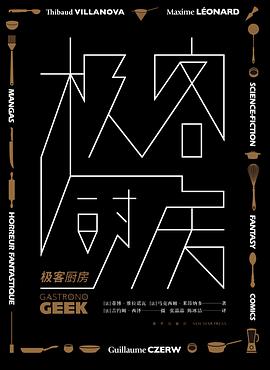 Thibaud VILLANOVA
Maxime LÉONARD
极客
厨房
MANGAS
HORREUR FANTASTIQUE
SCIENCE-FICTION
FANTASY
COMICS
极客厨房
GASTRONO
GEEK
Guillaume CZERW